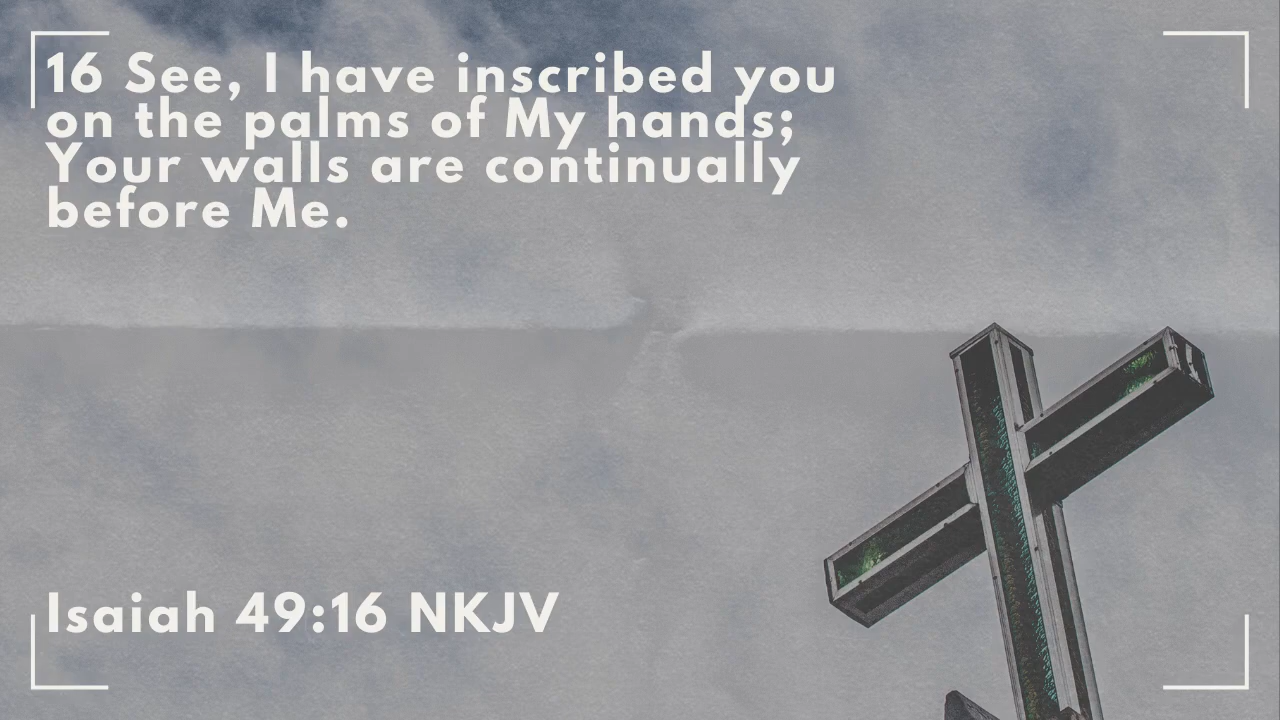 16 See, I have inscribed you
on the palms of My hands;
Your walls are continually
before Me.
Isaiah 49:16 NKJV